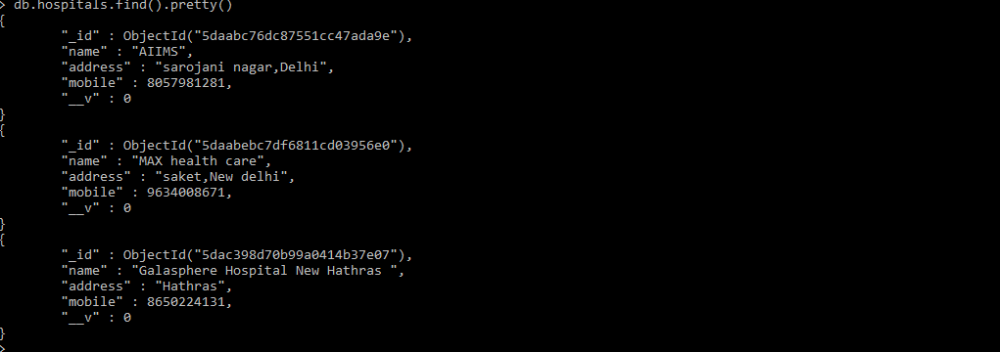 > db.hospitals.find().pretty()
{
"_id" : ObjectId("5daabc76dc87551cc47ada9e"),
"name" : "AIIMS",
"address" : "sarojani nagar,Delhi",
"mobile" : 8057981281,
"__v" : 0
}
{
"_id" : ObjectId("5daabebc7df6811cd03956e0"),
"name" : "MAX health care",
"address" : "saket,New delhi",
"mobile" : 9634008671,
"__v" : 0
}
{
"_id" : ObjectId("5dac398d70b99a0414b37e07"),
"name" : "Galasphere Hospital New Hathras ",
"address" : "Hathras",
"mobile" : 8650224131,
"__v" : 0
}
>